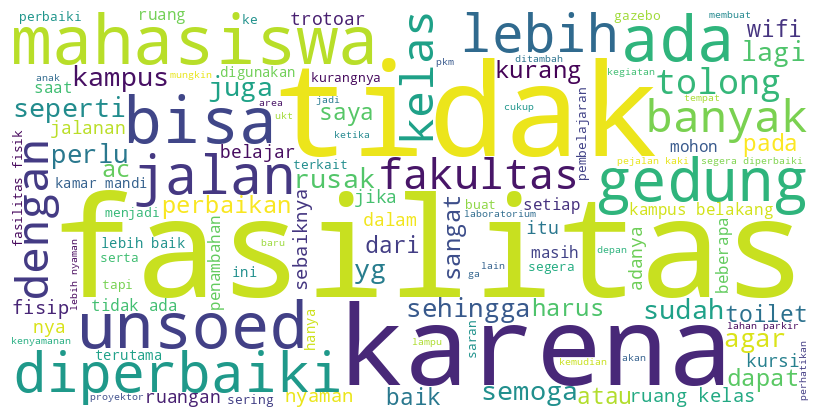 perbaiki
ruang
ke
trotoar
gazebo
membuat
mahasiswa
lebih
ada
wifi
lagi
anak
kampus
mungkin
digunakan
kurangnya
kelas
ditambah
kurang
pkm
kegiatan
tolong
saat
seperti
juga
area
ukt
tidak
jadi
saya
cukup
tempat
banyak
jalanan
bisa
ketika
pembelajaran
mohon
pada
perlu
belajar
terkait
pejalan kaki
segera diperbaiki
fasilitas fisik
dengan
ac
kamar mandi
jalan
rusak
fakultas
gedung
perbaikan
jika
buat
setiap
kampus belakang
menjadi
fasilitas
sebaiknya
dalam
laboratorium
itu
lebih nyaman
lebih baik
baru
penambahan
dari
sangat
depan
adanya
beberapa
serta
masih
tapi
ini
yg
ga
lain
segera
fisip
tidak ada
sehingga
harus
sudah
toilet
lahan parkir
nya
unsoed
hanya
karena
saran
agar
kenyamanan
terutama
lampu
kemudian
akan
kursi
perhatikan
diperbaiki
nyaman
semoga
dapat
proyektor
ruangan
sering
baik
atau
ruang kelas